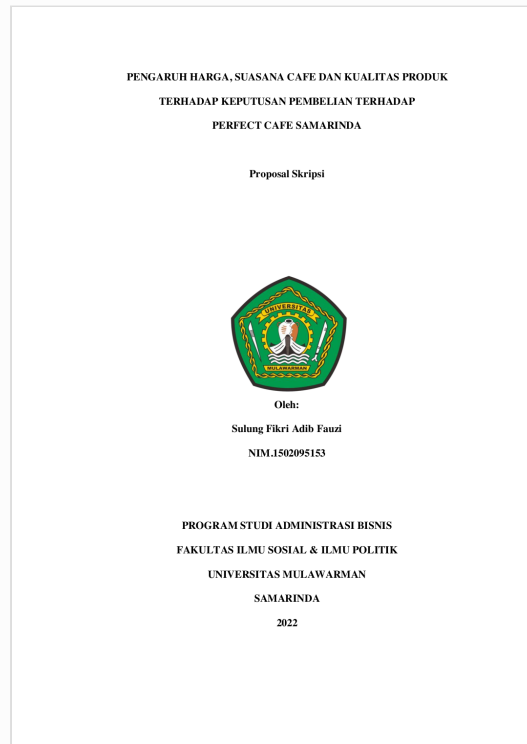 PENGARUH HARGA, SUASANA CAFE DAN KUALITAS PRODUK
TERHADAP KEPUTUSAN PEMBELIAN TERHADAP
PERFECT CAFE SAMARINDA
Proposal Skripsi
UNIVERSITAS
MULAWARMAN
Oleh:
Sulung Fikri Adib Fauzi
NIM.1502095153
PROGRAM STUDI ADMINISTRASI BISNIS
FAKULTAS ILMU SOSIAL & ILMU POLITIK
UNIVERSITAS MULAWARMAN
SAMARINDA
2022